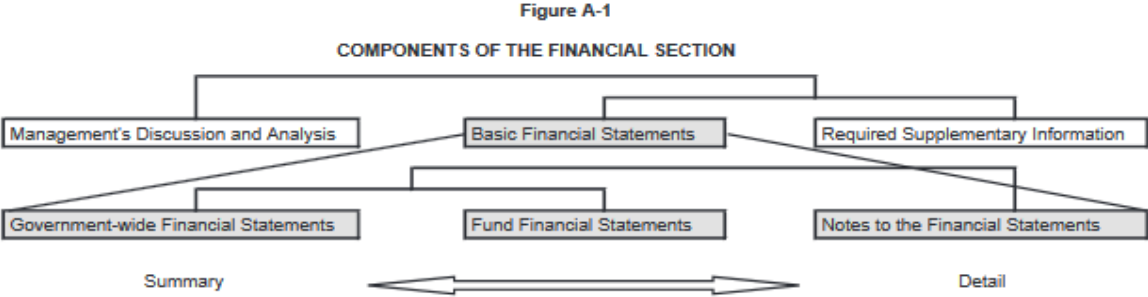 Figure A-1
COMPONENTS OF THE FINANCIAL SECTION
Management's Discussion and Analysis
Basic Financial Statements
Required Supplementary Information
Government-wide Financial Statements
Fund Financial Statements
Notes to the Financial Statements
Summary
Detail